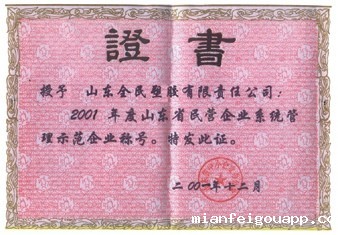 證書
授予 山东全民塑胶有限责任公司:
2001 年度山东省民营企业系统管
理示范企业称号。特发此证。
二00一年十二月
mianfeigouapp.com